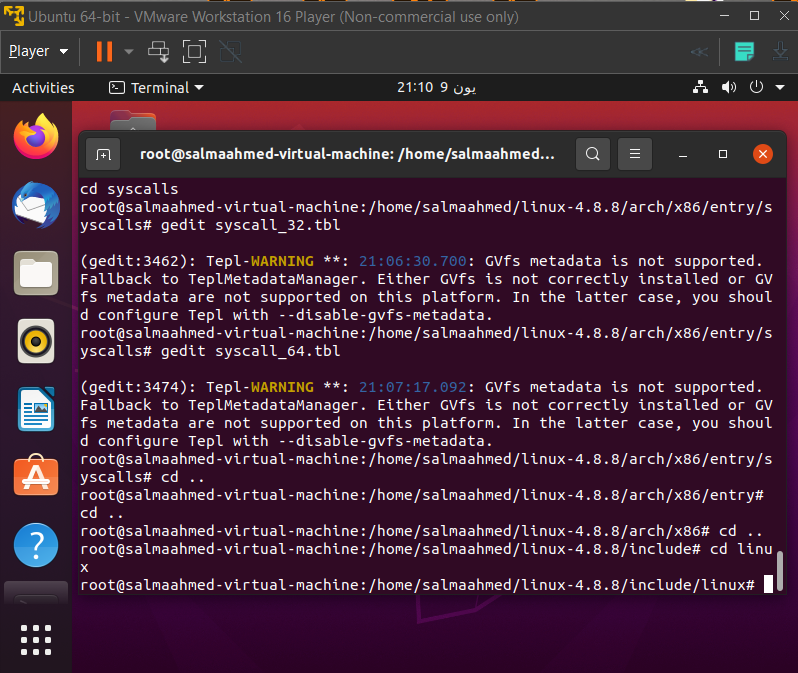 Ubuntu 64-bit - VMware Workstation 16 Player (Non-commercial use only)
Player
Activities
Terminal
21:10 9 يون
root@salmaahmed-virtual-machine: /home/salmaahmed...
cd syscalls
root@salmaahmed-virtual-machine:/home/salmaahmed/linux-4.8.8/arch/x86/entry/s
yscalls# gedit syscall_32.tbl
(gedit:3462): Tepl-WARNING **: 21:06:30.700: GVfs metadata is not supported.
Fallback to TeplMetadataManager. Either GVfs is not correctly installed or GV
fs metadata are not supported on this platform. In the latter case, you shoul
d configure Tepl with --disable-gvfs-metadata.
root@salmaahmed-virtual-machine:/home/salmaahmed/linux-4.8.8/arch/x86/entry/s
yscalls# gedit syscall_64.tbl
(gedit:3474): Tepl-WARNING **: 21:07:17.092: GVfs metadata is not supported.
Fallback to TeplMetadataManager. Either GVfs is not correctly installed or GV
fs metadata are not supported on this platform. In the latter case, you shoul
d configure Tepl with --disable-gvfs-metadata.
root@salmaahmed-virtual-machine:/home/salmaahmed/linux-4.8.8/arch/x86/entry/s
yscalls# cd ..
root@salmaahmed-virtual-machine:/home/salmaahmed/linux-4.8.8/arch/x86/entry#
cd ..
root@salmaahmed-virtual-machine:/home/salmaahmed/linux-4.8.8/arch/x86# cd ..
root@salmaahmed-virtual-machine:/home/salmaahmed/linux-4.8.8/include# cd linu
x
root@salmaahmed-virtual-machine:/home/salmaahmed/linux-4.8.8/include/linux#